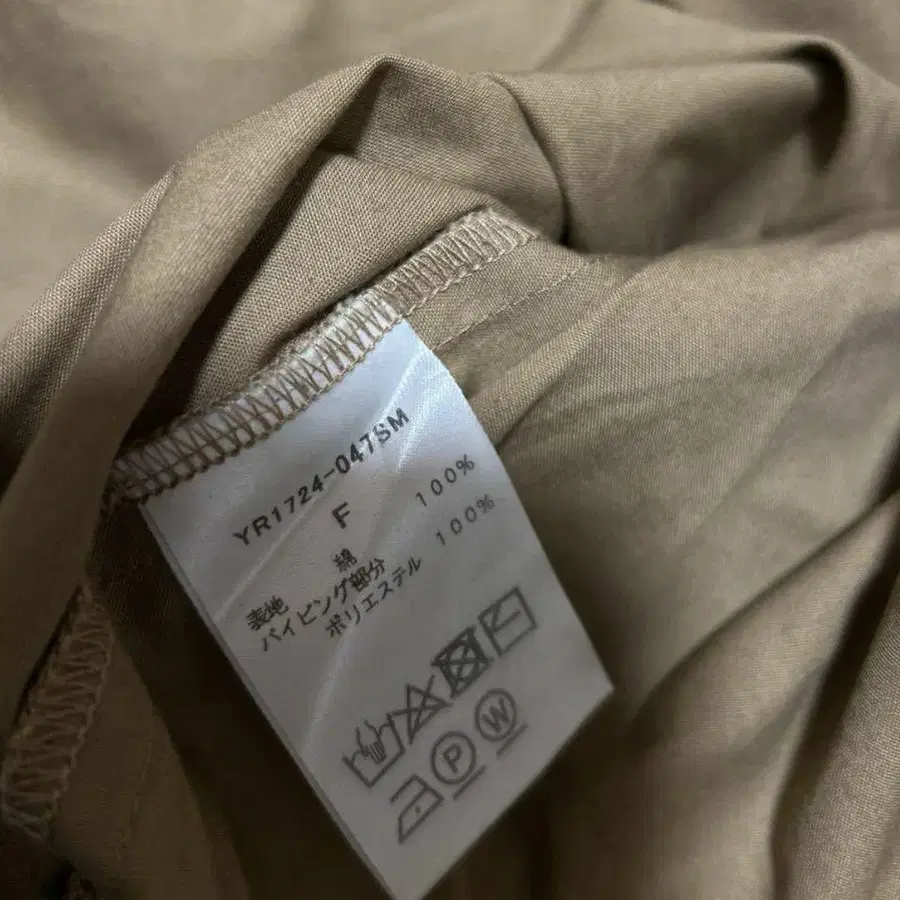 YR1724-047SM
F
表地 綿 100%
パイピング部分
ポリエステル 100%
P W